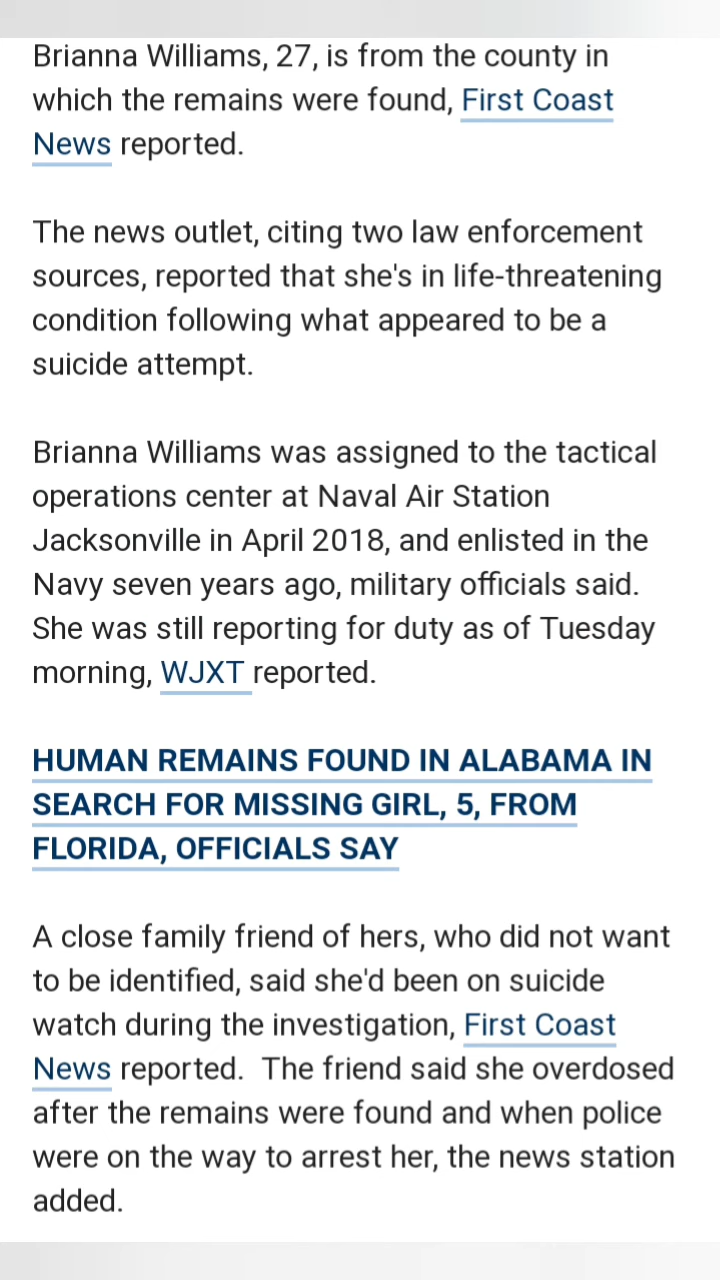 Brianna Williams, 27, is from the county in
which the remains were found, First Coast
News reported.
The news outlet, citing two law enforcement
sources, reported that she's in life-threatening
condition following what appeared to be a
suicide attempt.
Brianna Williams was assigned to the tactical
operations center at Naval Air Station
Jacksonville in April 2018, and enlisted in the
Navy seven years ago, military officials said.
She was still reporting for duty as of Tuesday
morning, WJXT reported.
HUMAN REMAINS FOUND IN ALABAMA IN
SEARCH FOR MISSING GIRL, 5, FROM
FLORIDA, OFFICIALS SAY
A close family friend of hers, who did not want
to be identified, said she'd been on suicide
watch during the investigation, First Coast
News reported.  The friend said she overdosed
after the remains were found and when police
were on the way to arrest her, the news station
added.